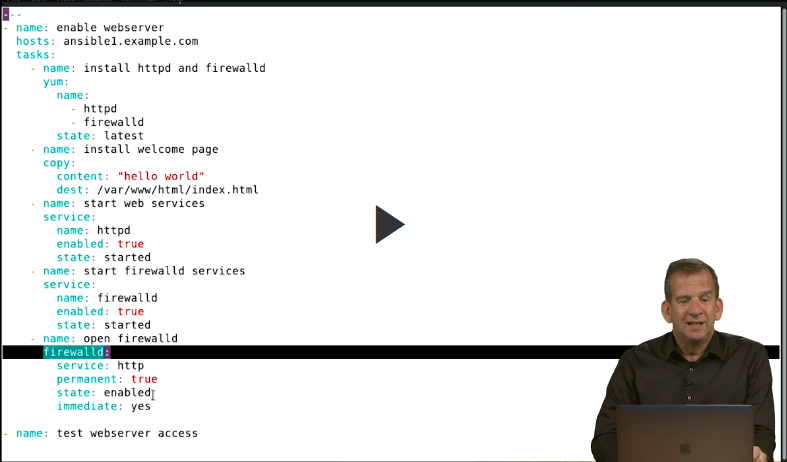 ---
- name: enable webserver
  hosts: ansible1.example.com
  tasks:
    - name: install httpd and firewalld
      yum:
        name:
          - httpd
          - firewalld
        state: latest
    - name: install welcome page
      copy:
        content: "hello world"
        dest: /var/www/html/index.html
    - name: start web services
      service:
        name: httpd
        enabled: true
        state: started
    - name: start firewalld services
      service:
        name: firewalld
        enabled: true
        state: started
    - name: open firewalld
      firewalld:
        service: http
        permanent: true
        state: enabled
        immediate: yes

- name: test webserver access